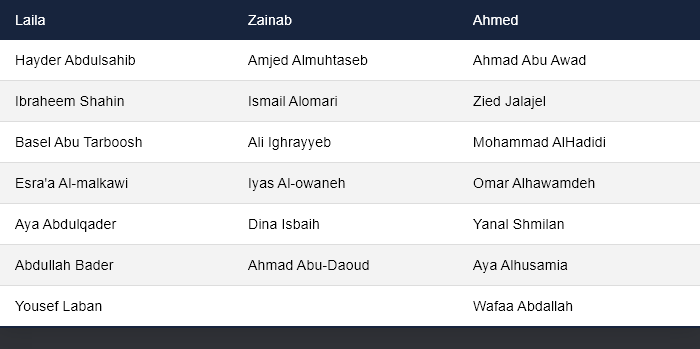 Laila Zainab Ahmed
Hayder Abdulsahib Amjed Almuhtaseb Ahmad Abu Awad
Ibraheem Shahin Ismail Alomari Zied Jalajel
Basel Abu Tarboosh Ali Ighrayyeb Mohammad AlHadidi
Esra'a Al-malkawi Iyas Al-owaneh Omar Alhawamdeh
Aya Abdulqader Dina Isbaih Yanal Shmilan
Abdullah Bader Ahmad Abu-Daoud Aya Alhusamia
Yousef Laban Wafaa Abdallah